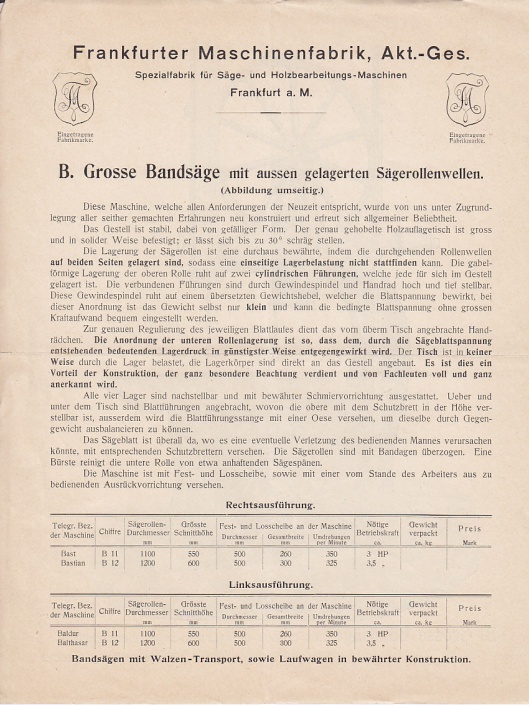 Frankfurter Maschinenfabrik, Akt.-Ges.
Spezialfabrik für Säge- und Holzbearbeitungs-Maschinen
Frankfurt a. M.
Eingetragene
Fabrikmarke.
Eingetragene
Fabrikmarke.
B. Grosse Bandsäge mit aussen gelagerten Sägerollenwellen.
(Abbildung umseitig.)
Diese Maschine, welche alles Anforderungen der Neuzeit entspricht, wurde von uns unter Zugrund-
legung aller seither gemachten Erfahrungen neu konstruiert und erfreut sich allgemeiner Beliebtheit.
Das Gestell ist stabil, dabei von gefälliger Form. Der genau gehobelte Holzauflagetisch ist gross
und in solider Weise befestigt; er lässt sich bis zu 30° schräg stellen.
Die Lagerung der Sägerollen ist eine durchaus bewährte, indem die durchgehenden Rollenwellen
auf beiden Seiten gelagert sind, sodass eine einseitige Lagerbelastung nicht stattfinden kann. Die gabel-
förmige Lagerung der oberen Rolle ruht auf zwei cylindrischen Führungen, welche jede für sich im Gestell
gelagert ist. Die verbundenen Führungen sind durch Gewindespindel und Handrad hoch und tief stellbar.
Diese Gewindespindel ruht auf einem übersetzten Gewichtshebel, welcher die Blattspannung bewirkt, bei
dieser Anordnung ist das Gewicht selbst nur klein und kann die bedingte Blattspannung ohne grossen
Kraftaufwand bequem eingestellt werden.
Zur genauen Regulierung des jeweiligen Blattlaufes dient das vorn überm Tisch angebrachte Hand-
rädchen. Die Anordnung der unteren Rollenlagerung ist so, dass dem, durch die Sägeblattspannung
entstehenden bedeutenden Lagerdruck in günstigster Weise entgegengewirkt wird. Der Tisch ist in keiner
Weise durch die Lager belastet, die Lagerkörper sind direkt an das Gestell angebaut. Es ist dies ein
Vorteil der Konstruktion, der ganz besondere Beachtung verdient und von Fachleuten voll und ganz
anerkannt wird.
Alle vier Lager sind nachstellbar und mit bewährter Schmiervorrichtung ausgestattet. Ueber und
unter dem Tisch sind Blattführungen angebracht, wovon die obere mit dem Schutzbrett in der Höhe ver-
stellbar ist, ausserdem wird die Blattführungsstange mit einer Oese versehen, um dieselbe durch Gegen-
gewicht ausbalancieren zu können.
Das Sägeblatt ist überall da, wo es eine eventuelle Verletzung des bedienenden Mannes verursachen
könnte, mit entsprechenden Schutzbrettern versehen. Die Sägerollen sind mit Bandagen überzogen. Eine
Bürste reinigt die untere Rolle von etwa anhaltenden Sägespänen.
Die Maschine ist mit Fest- und Losscheibe, sowie mit einer vom Stande des Arbeiters aus zu
bedienenden Ausrückvorrichtung versehen.
Rechtsausführung.
Telegr. Bez. der Maschine Chiffre Sägerollen-Durchmesser mm Grösste Schnitthöhe mm Fest- und Losscheibe an der Maschine Durchmesser mm Gesamtbreite mm Umdrehungen per Minute Nötige Betriebskraft ca. Gewicht verpackt ca. kg Preis Mark
Bast B 11 1100 550 500 260 350 3 HP
Bastian B 12 1200 600 500 300 325 3,5 „
Linksausführung.
Telegr. Bez. der Maschine Chiffre Sägerollen-Durchmesser mm Grösste Schnitthöhe mm Fest- und Losscheibe an der Maschine Durchmesser mm Gesamtbreite mm Umdrehungen per Minute Nötige Betriebskraft ca. Gewicht verpackt ca. kg Preis Mark
Baldur B 11 1100 550 500 260 350 3 HP
Balthasar B 12 1200 600 500 300 325 3,5 „
Bandsägen mit Walzen-Transport, sowie Laufwagen in bewährter Konstruktion.